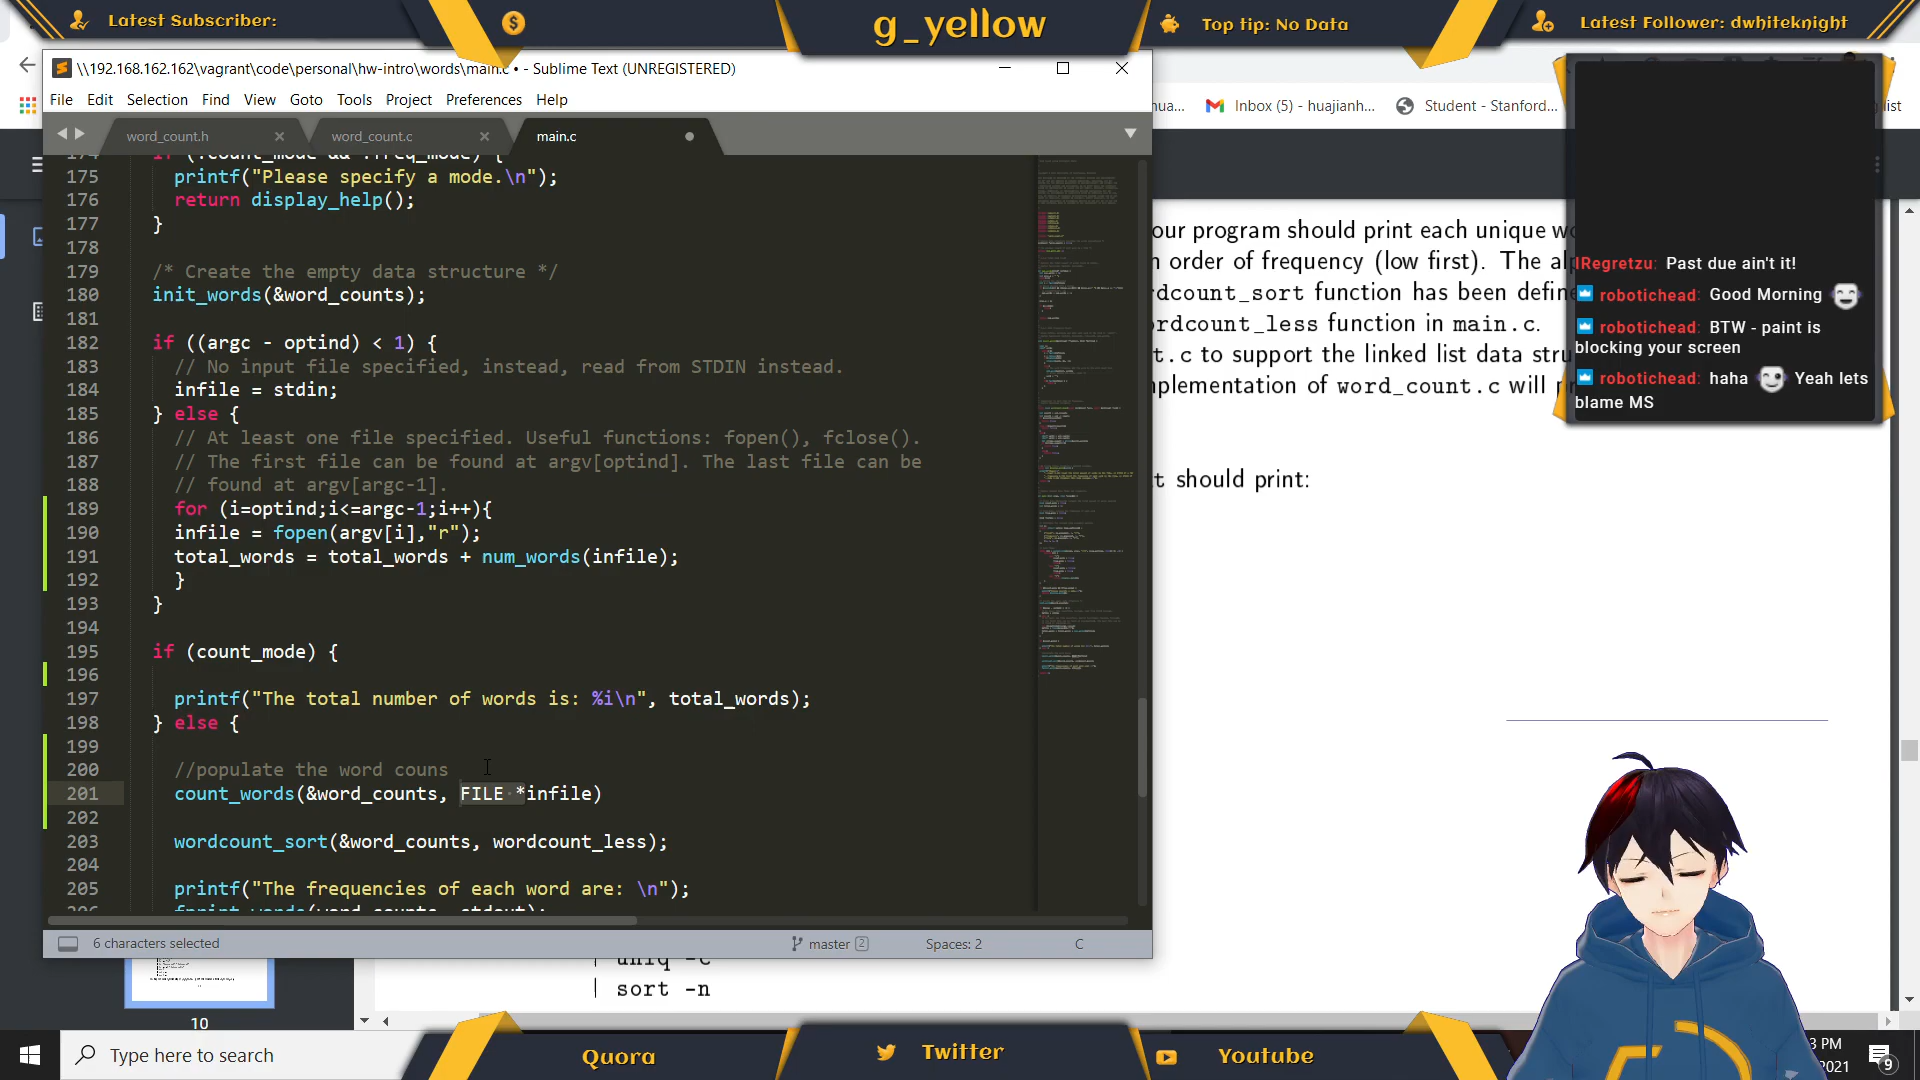 Latest Subscriber:
g_yellow
Top tip: No Data
Latest Follower: dwhiteknight
\\192.168.162.162\vagrant\code\personal\hw-intro\words\main.c • - Sublime Text (UNREGISTERED)
File Edit Selection Find View Goto Tools Project Preferences Help
Inbox (5) - huajianh...
Student - Stanford...
word_count.h
word_count.c
main.c
175 printf("Please specify a mode.\n");
176 return display_help();
177 }
178
179 /* Create the empty data structure */
180 init_words(&word_counts);
181
182 if ((argc - optind) < 1) {
183 // No input file specified, instead, read from STDIN instead.
184 infile = stdin;
185 } else {
186 // At least one file specified. Useful functions: fopen(), fclose().
187 // The first file can be found at argv[optind]. The last file can be
188 // found at argv[argc-1].
189 for (i=optind;i<=argc-1;i++){
190 infile = fopen(argv[i],"r");
191 total_words = total_words + num_words(infile);
192 }
193 }
194
195 if (count_mode) {
196
197 printf("The total number of words is: %i\n", total_words);
198 } else {
199
200 //populate the word couns
201 count_words(&word_counts, FILE *infile)
202
203 wordcount_sort(&word_counts, wordcount_less);
204
205 printf("The frequencies of each word are: \n");
6 characters selected
master 2
Spaces: 2
C
our program should print each unique
order of frequency (low first). The
rdcount_sort function has been
ordcount_less function in main.c.
t.c to support the linked list data
plementation of word_count.c will
t should print:
IRegretzu: Past due ain't it!
robotichead: Good Morning
robotichead: BTW - paint is
blocking your screen
robotichead: haha Yeah lets
blame MS
| uniq -c
| sort -n
10
Type here to search
Quora
Twitter
Youtube
3 PM
2021
9